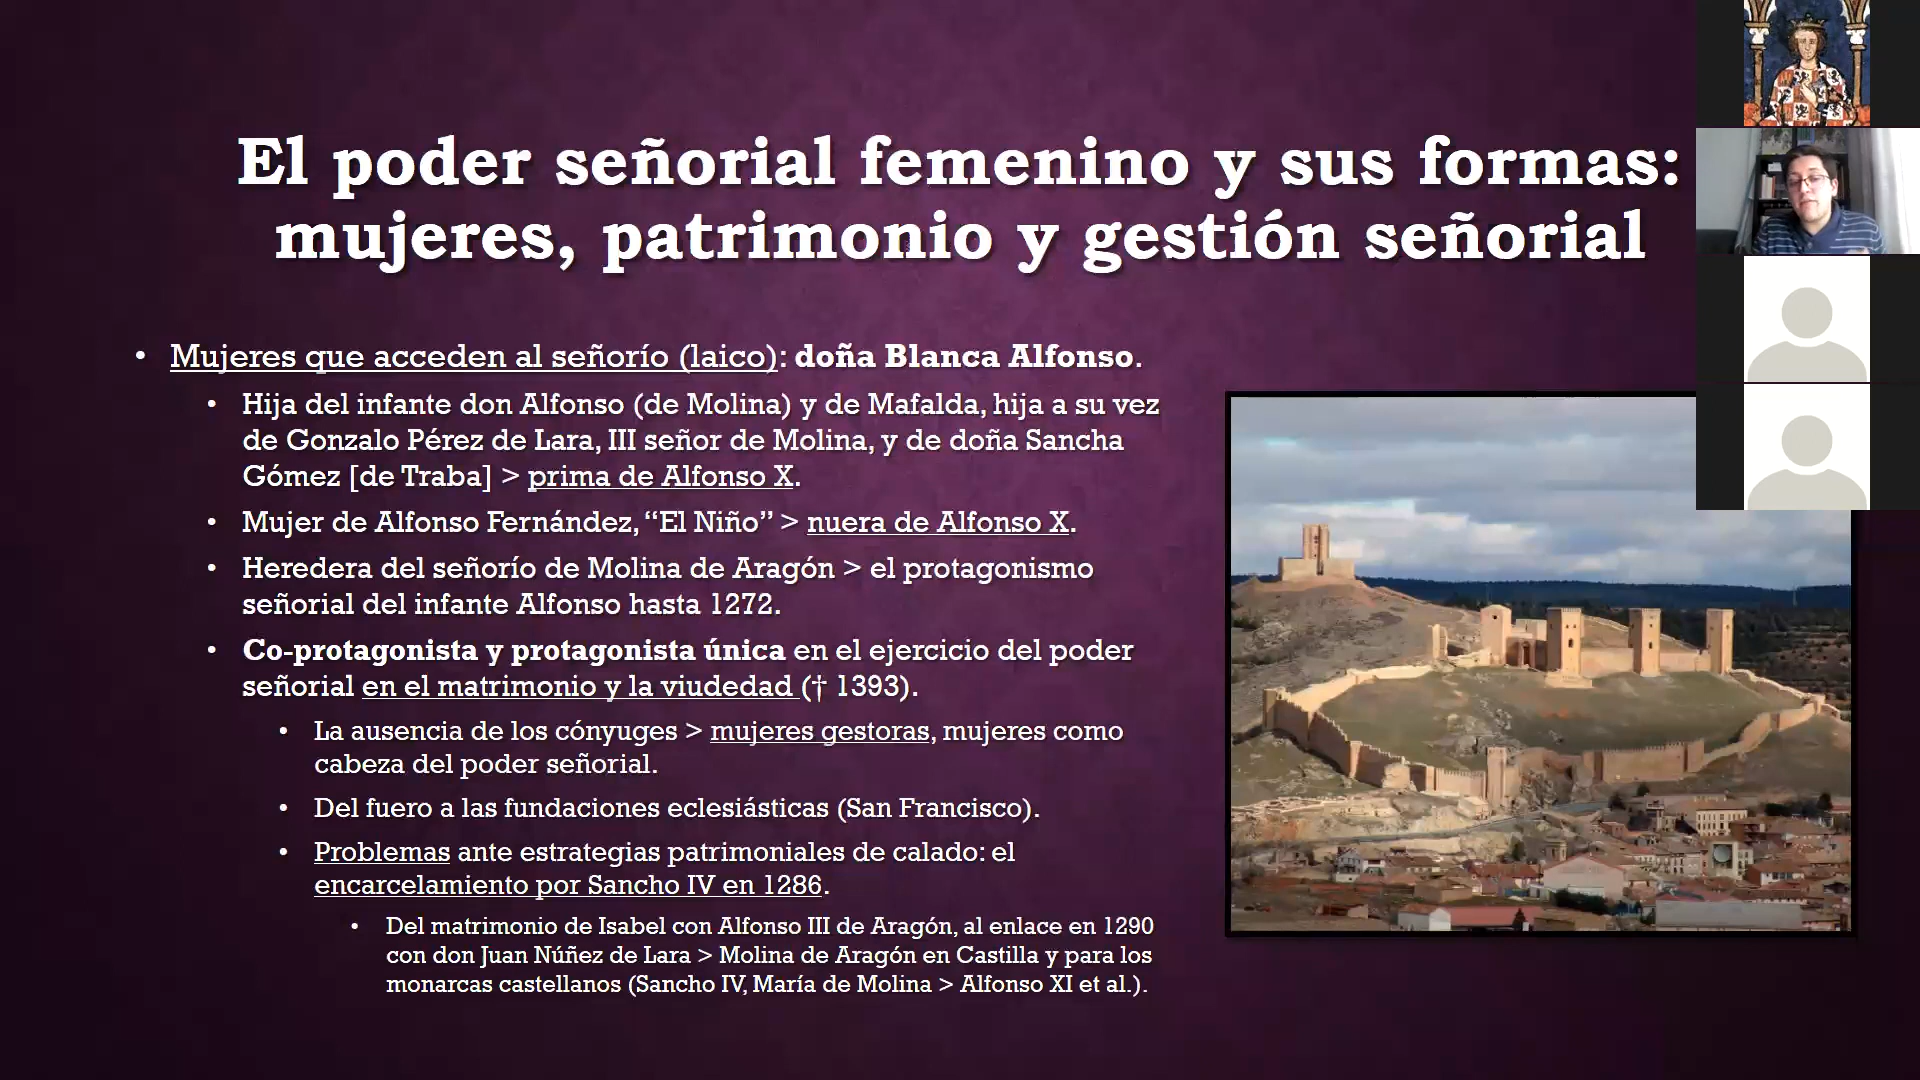 El poder señorial femenino y sus formas:
mujeres, patrimonio y gestión señorial
• Mujeres que acceden al señorío (laico): doña Blanca Alfonso.
• Hija del infante don Alfonso (de Molina) y de Mafalda, hija a su vez
de Gonzalo Pérez de Lara, III señor de Molina, y de doña Sancha
Gómez [de Traba] > prima de Alfonso X.
• Mujer de Alfonso Fernández, “El Niño” > nuera de Alfonso X.
• Heredera del señorío de Molina de Aragón > el protagonismo
señorial del infante Alfonso hasta 1272.
• Co-protagonista y protagonista única en el ejercicio del poder
señorial en el matrimonio y la viudedad († 1393).
• La ausencia de los cónyuges > mujeres gestoras, mujeres como
cabeza del poder señorial.
• Del fuero a las fundaciones eclesiásticas (San Francisco).
• Problemas ante estrategias patrimoniales de calado: el
encarcelamiento por Sancho IV en 1286.
• Del matrimonio de Isabel con Alfonso III de Aragón, al enlace en 1290
con don Juan Núñez de Lara > Molina de Aragón en Castilla y para los
monarcas castellanos (Sancho IV, María de Molina > Alfonso XI et al.).